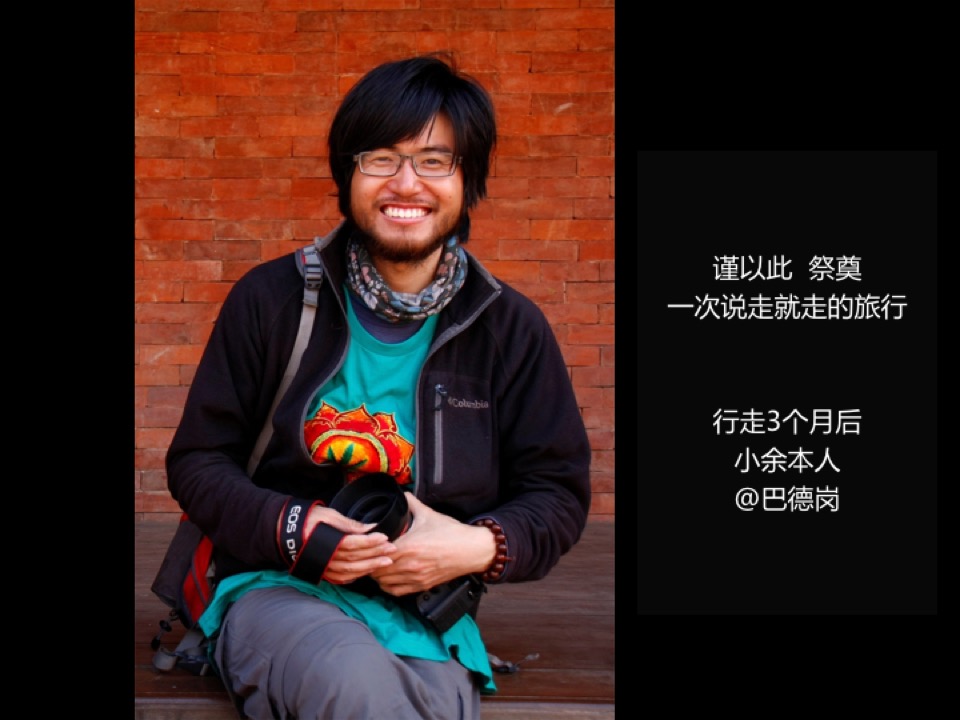 谨以此 祭奠
一次说走就走的旅行
行走3个月后
小余本人
@巴德岗
Columbia
EOS DI